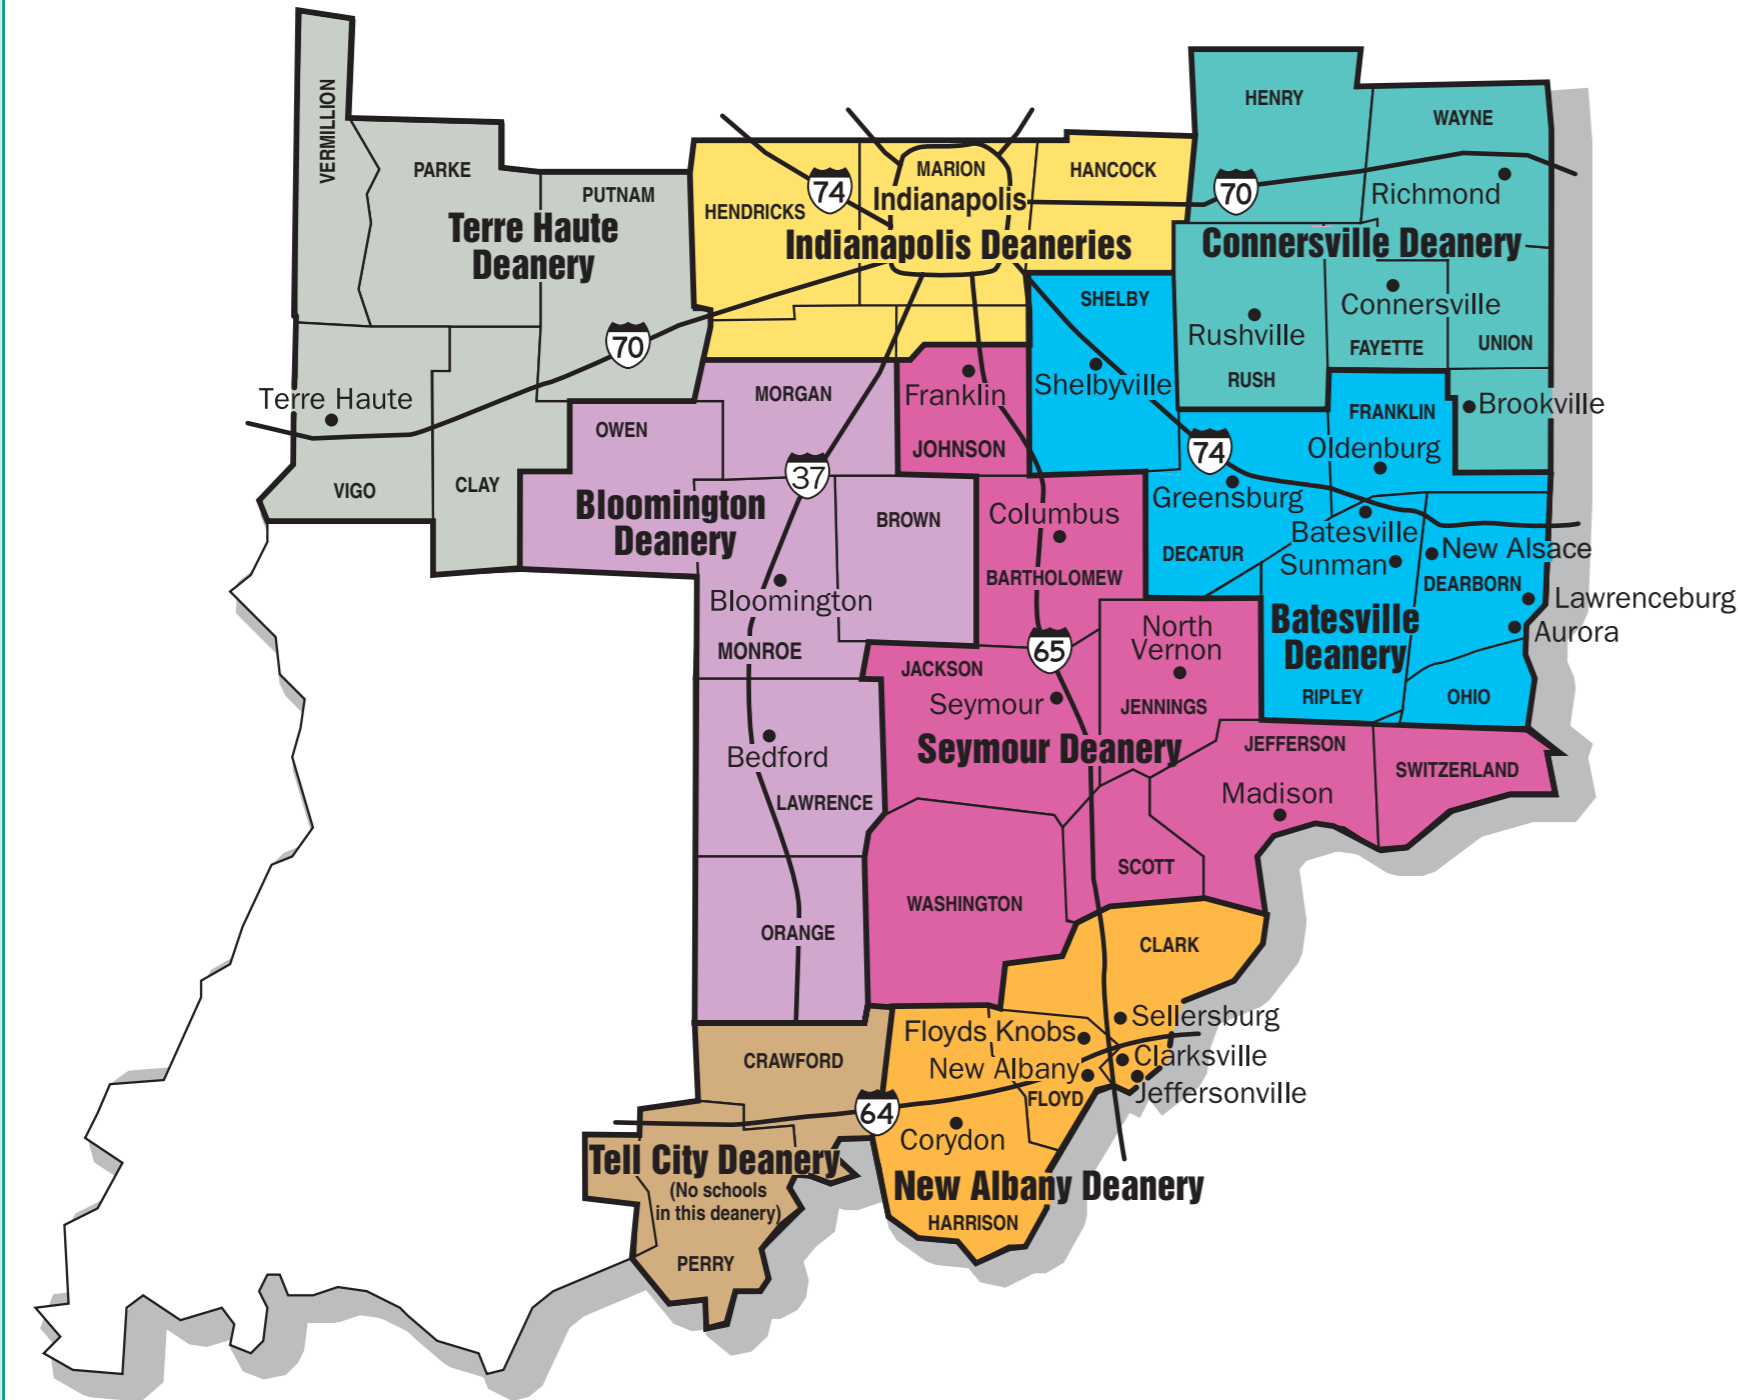 VERMILLION
PARKE
PUTNAM
Terre Haute
Deanery
70
Terre Haute
VIGO
CLAY
HENDRICKS
74
MARION
Indianapolis
HANCOCK
Indianapolis Deaneries
HENRY
WAYNE
70
Richmond
Connersville Deanery
Connersville
Rushville
FAYETTE
UNION
RUSH
Brookville
SHELBY
Shelbyville
FRANKLIN
Oldenburg
74
Greensburg
Batesville
New Alsace
Sunman
DECATUR
DEARBORN
Lawrenceburg
Aurora
Batesville
Deanery
RIPLEY
OHIO
MORGAN
OWEN
37
Bloomington
Deanery
BROWN
Bloomington
MONROE
Bedford
LAWRENCE
ORANGE
Franklin
JOHNSON
Columbus
BARTHOLOMEW
65
North
Vernon
JACKSON
Seymour
JENNINGS
Seymour Deanery
JEFFERSON
SWITZERLAND
Madison
SCOTT
WASHINGTON
CLARK
Sellersburg
Floyds Knobs
Clarksville
New Albany
Jeffersonville
FLOYD
Corydon
New Albany Deanery
HARRISON
CRAWFORD
64
Tell City Deanery
(No schools
in this deanery)
PERRY